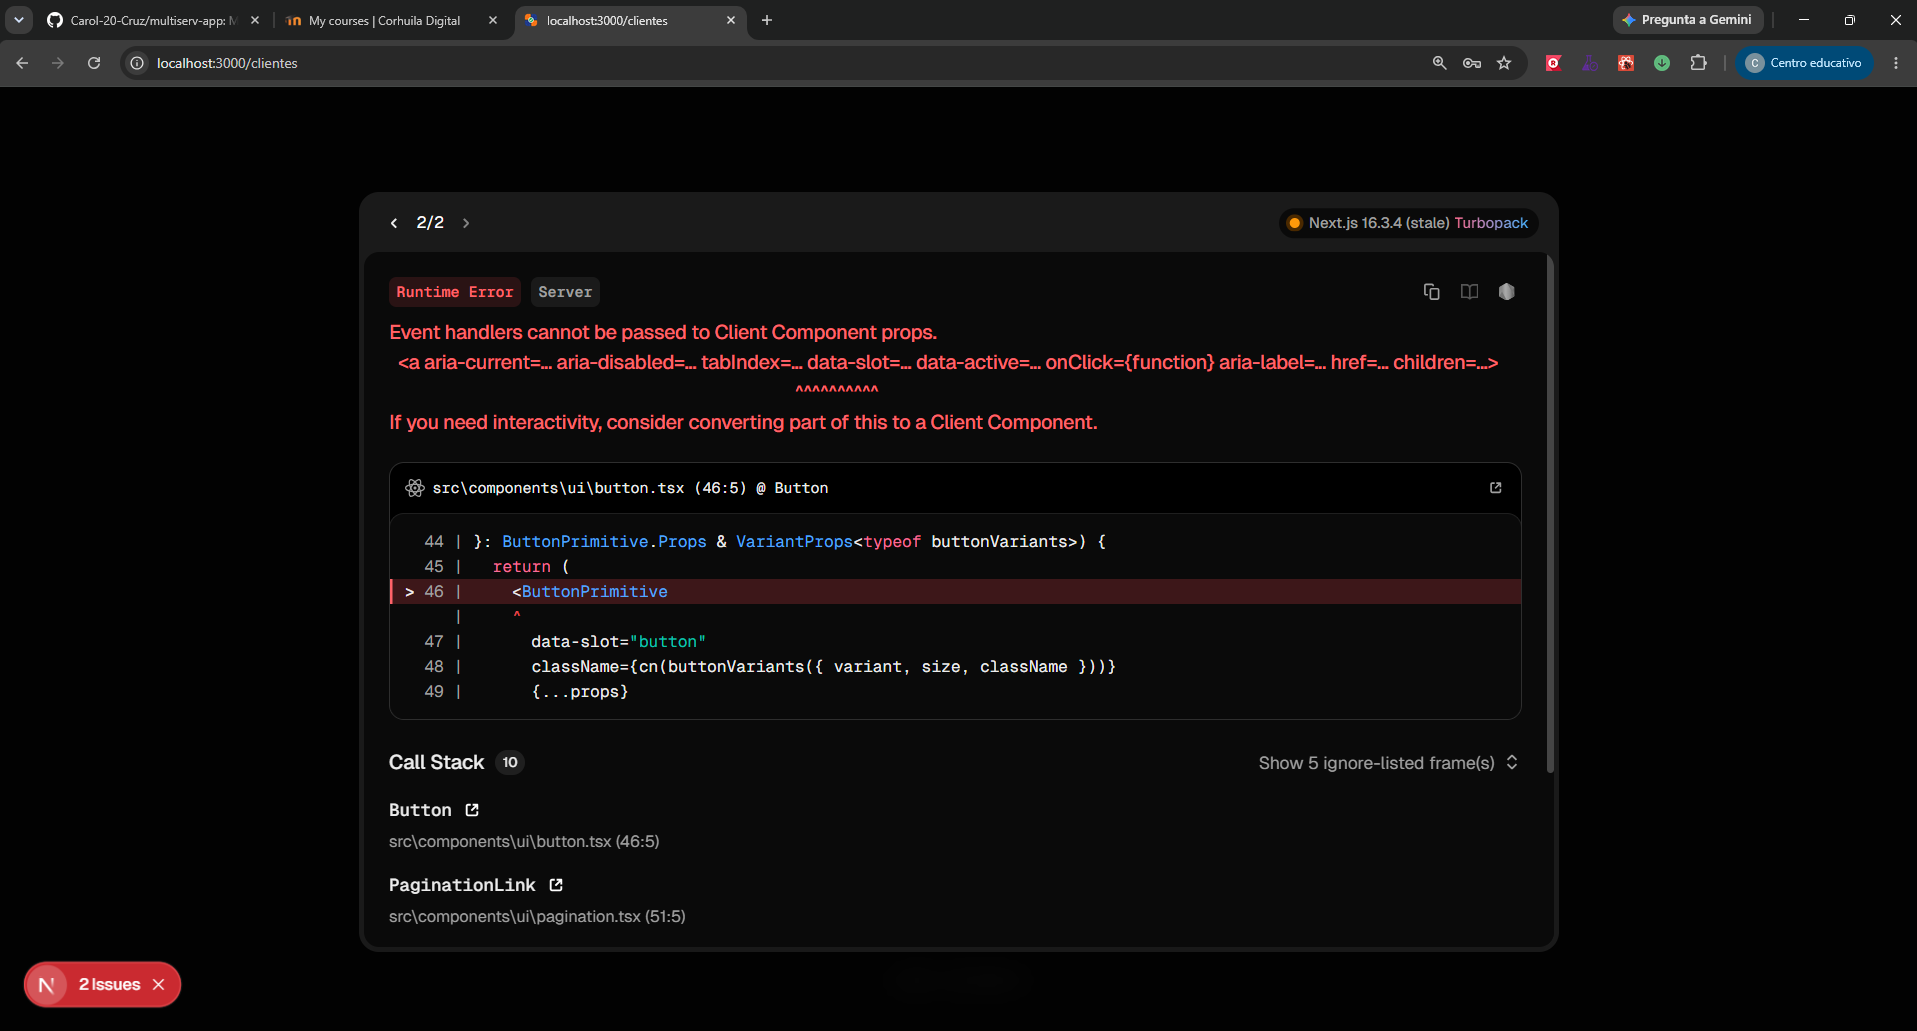 Carol-20-Cruz/multiserv-app: M
My courses | Corhuila Digital
localhost:3000/clientes
Pregunta a Gemini
localhost:3000/clientes
C Centro educativo
2/2
Next.js 16.3.4 (stale) Turbopack
Runtime Error
Server
Event handlers cannot be passed to Client Component props.
<a aria-current=... aria-disabled=... tabIndex=... data-slot=... data-active=... onClick={function} aria-label=... href=... children=...>
^^^^^^^^^^
If you need interactivity, consider converting part of this to a Client Component.
src\components\ui\button.tsx (46:5) @ Button
44 | }: ButtonPrimitive.Props & VariantProps<typeof buttonVariants>) {
45 | return (
> 46 | <ButtonPrimitive
| ^
47 | data-slot="button"
48 | className={cn(buttonVariants({ variant, size, className }))}
49 | {...props}
Call Stack 10
Show 5 ignore-listed frame(s)
Button
src\components\ui\button.tsx (46:5)
PaginationLink
src\components\ui\pagination.tsx (51:5)
N 2 Issues